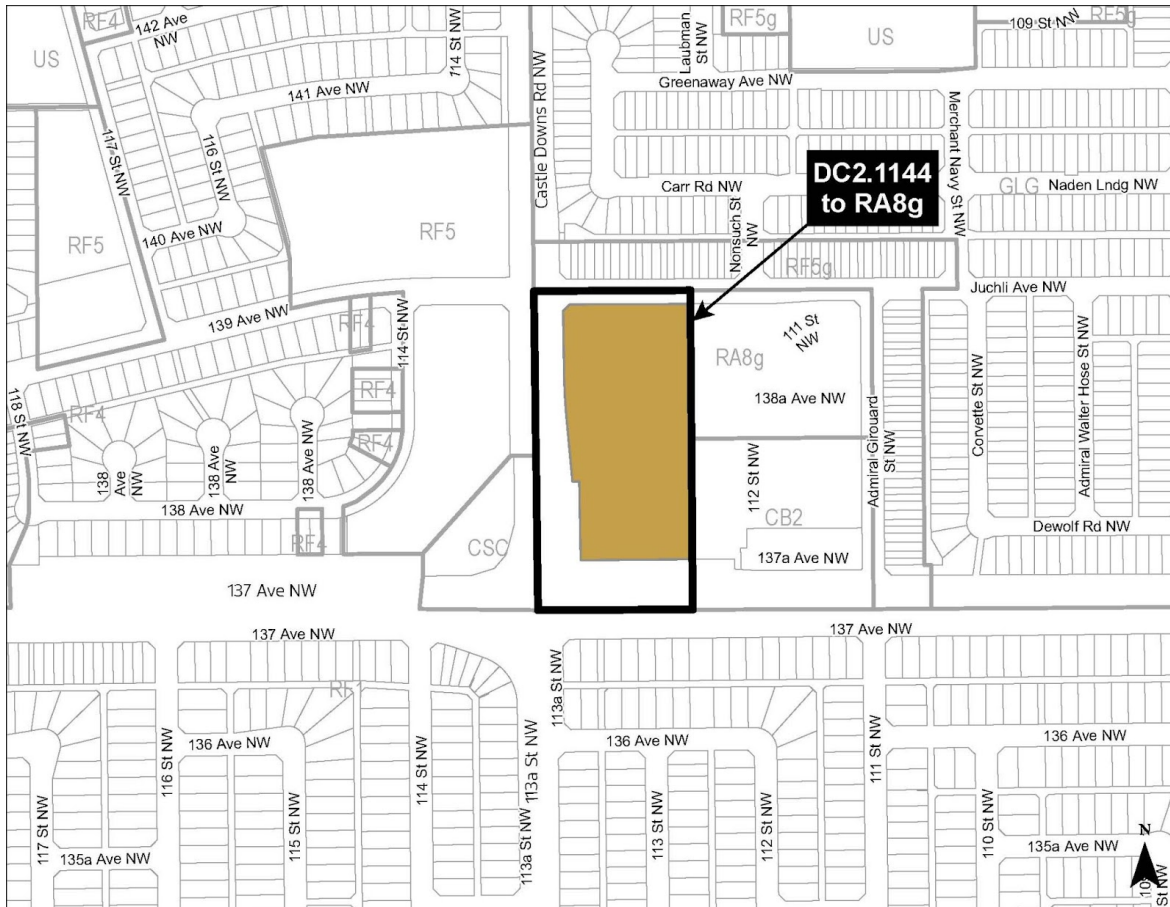 RF4
142 Ave
NW
114 St NW
Laubman
St NW
RF5g
109 St NW
RF5g
US
US
Greenaway Ave NW
141 Ave NW
117 St NW
116 St NW
Castle Downs Rd NW
Merchant Navy St NW
DC2.1144
to RA8g
Carr Rd NW
GLG
Naden Lndg NW
RF5
RF5
140 Ave NW
Nonsuch St
NW
RF5g
Juchli Ave NW
139 Ave NW
RF4
114 St NW
111 St
NW
RA8g
138a Ave NW
Admiral Girouard
St NW
Corvette St NW
Admiral Walter Hose St NW
118 St NW
RF4
RF4
RF4
138
Ave
NW
138 Ave
NW
138 Ave
NW
138 Ave NW
RF4
CSC
112 St NW
CB2
137a Ave NW
Dewolf Rd NW
137 Ave NW
137 Ave NW
137 Ave NW
RF1
113a St NW
113a St NW
113a St NW
136 Ave NW
136 Ave NW
136 Ave NW
117 St NW
116 St NW
115 St NW
114 St NW
113 St NW
112 St NW
111 St NW
110 St NW
135a Ave NW
135a Ave NW
N
St NW